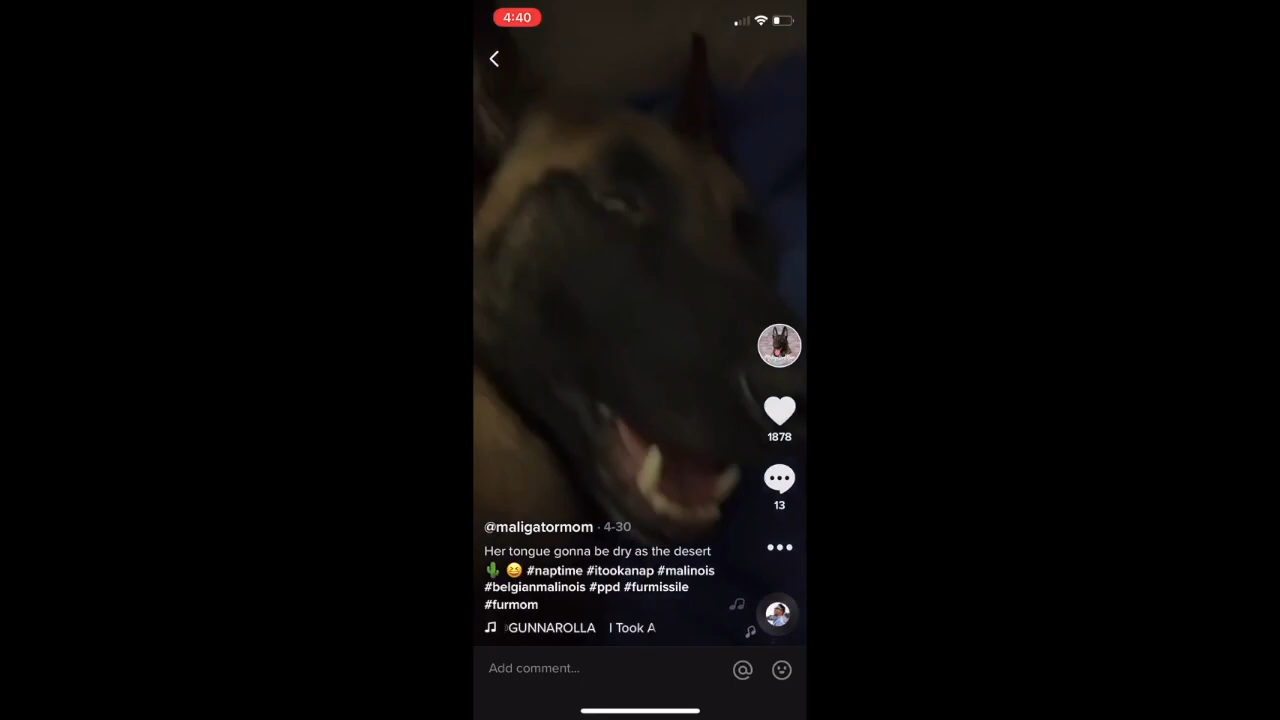 4:40
1878
13
@maligatormom · 4-30
Her tongue gonna be dry as the desert
🌵 😆 #naptime #itookanap #malinois
#belgianmalinois #ppd #furmissile
#furmom
GUNNAROLLA I Took A
Add comment...